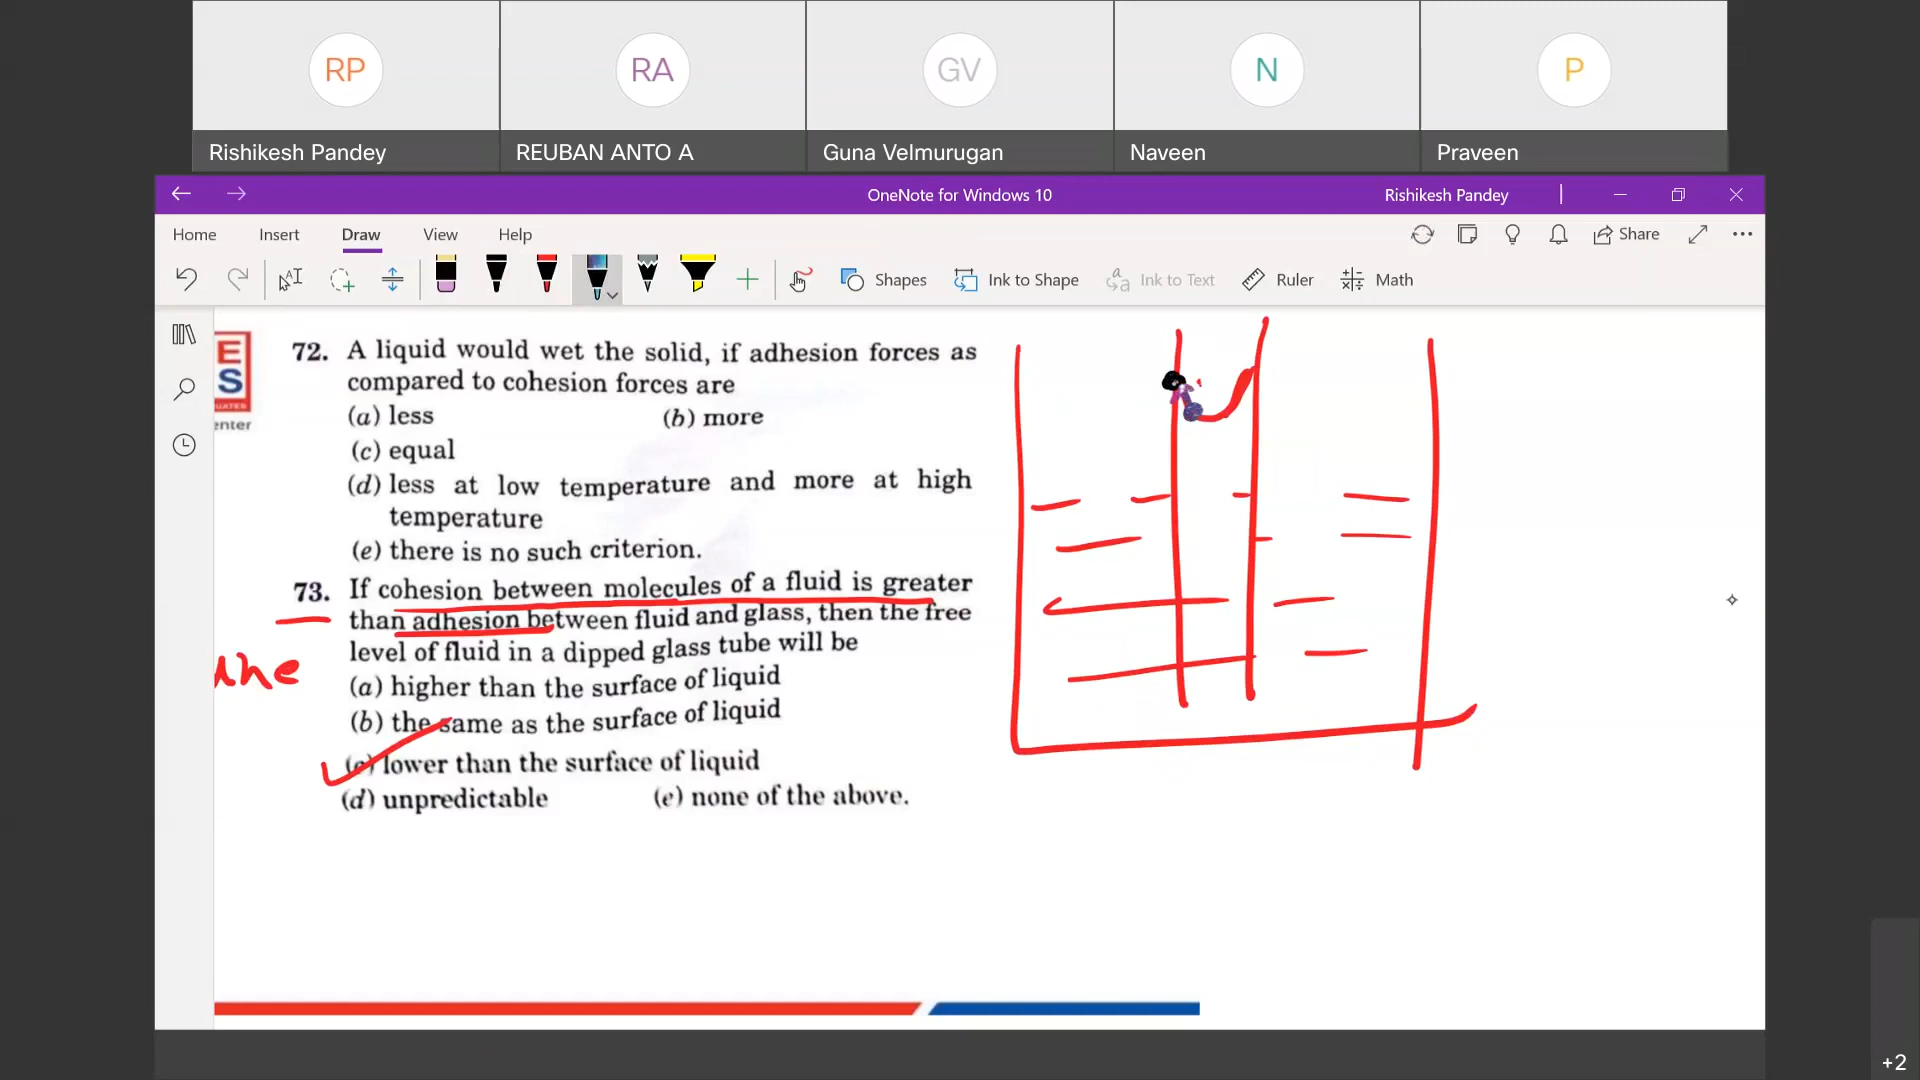 RP
RA
GV
N
P
Rishikesh Pandey
REUBAN ANTO A
Guna Velmurugan
Naveen
Praveen
OneNote for Windows 10
Rishikesh Pandey
Home
Insert
Draw
View
Help
Share
Shapes
Ink to Shape
Ink to Text
Ruler
Math
E
S
UATES
enter
72. A liquid would wet the solid, if adhesion forces as
compared to cohesion forces are
(a) less (b) more
(c) equal
(d) less at low temperature and more at high
temperature
(e) there is no such criterion.
73. If cohesion between molecules of a fluid is greater
than adhesion between fluid and glass, then the free
level of fluid in a dipped glass tube will be
(a) higher than the surface of liquid
(b) the same as the surface of liquid
(c) lower than the surface of liquid
(d) unpredictable (e) none of the above.
+2